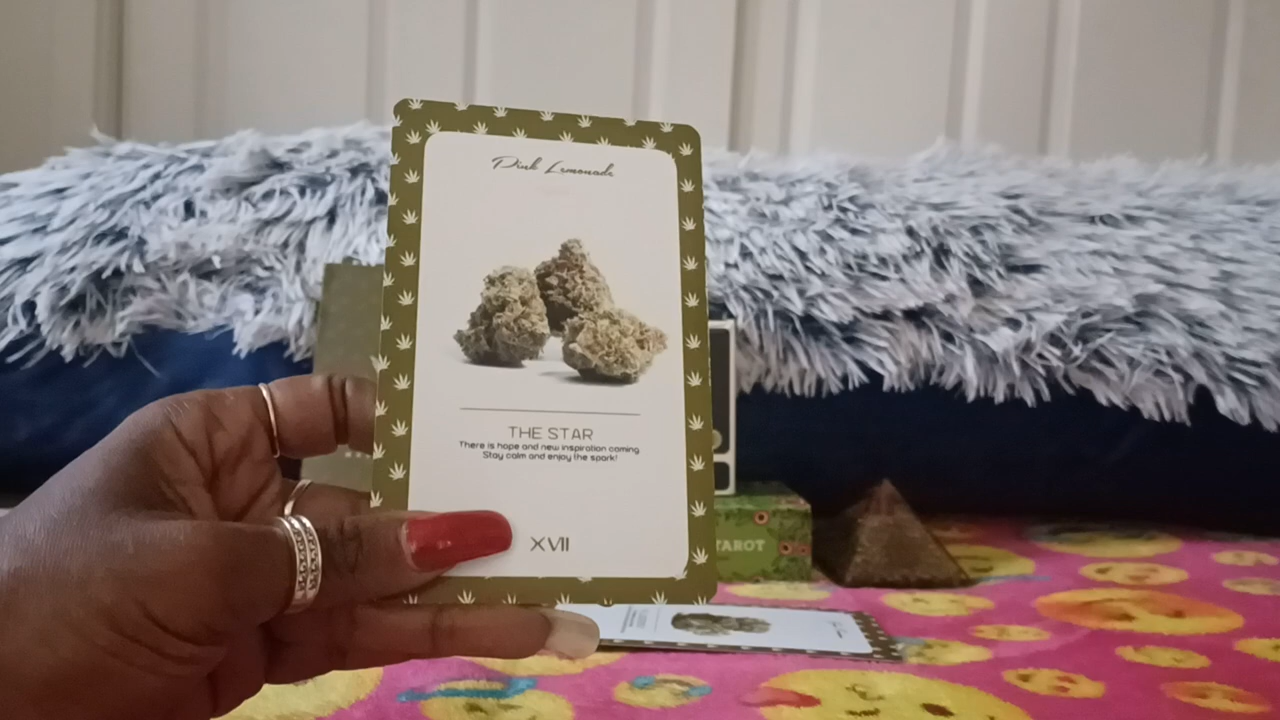 Pink Lemonade
THE STAR
There is hope and new inspiration coming.
Stay calm and enjoy the spark!
XVII
TAROT